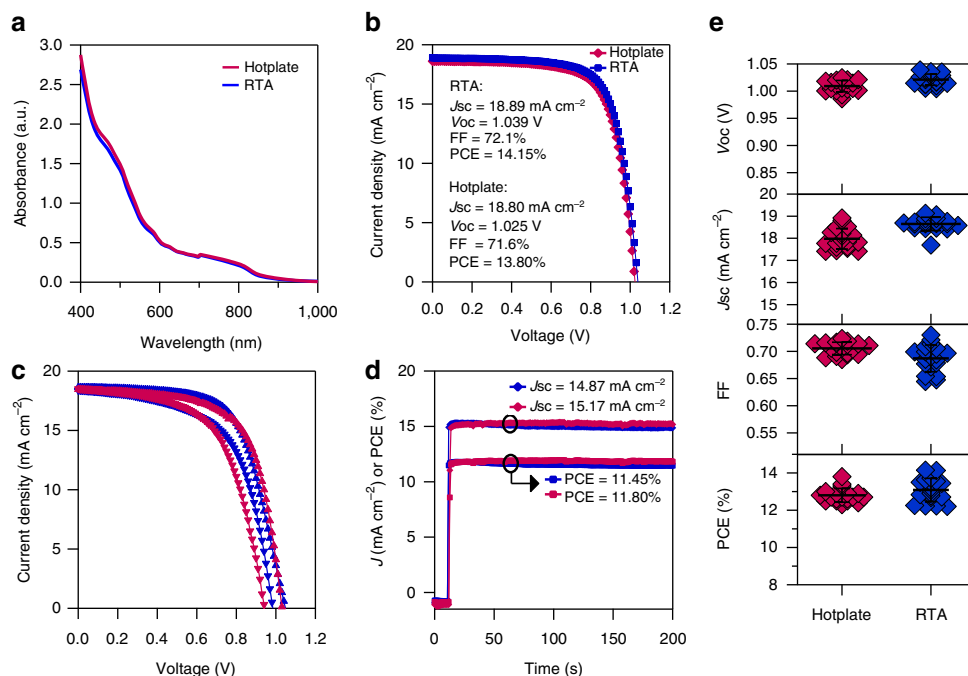 a
3.0
2.5
2.0
1.5
1.0
0.5
0.0
Absorbance (a.u.)
Hotplate
RTA
400
600
800
1,000
Wavelength (nm)
b
20
15
10
5
0
Current density (mA cm⁻²)
Hotplate
RTA
RTA:
Jsc = 18.89 mA cm⁻²
Voc = 1.039 V
FF = 72.1%
PCE = 14.15%
Hotplate:
Jsc = 18.80 mA cm⁻²
Voc = 1.025 V
FF = 71.6%
PCE = 13.80%
0.0 0.2 0.4 0.6 0.8 1.0 1.2
Voltage (V)
c
20
15
10
5
0
Current density (mA cm⁻²)
0.0 0.2 0.4 0.6 0.8 1.0 1.2
Voltage (V)
d
20
15
10
5
0
J (mA cm⁻²) or PCE (%)
Jsc = 14.87 mA cm⁻²
Jsc = 15.17 mA cm⁻²
PCE = 11.45%
PCE = 11.80%
0 50 100 150 200
Time (s)
e
1.05
1.00
0.95
0.90
0.85
Voc (V)
20
19
18
17
16
15
Jsc (mA cm⁻²)
0.75
0.70
0.65
0.60
0.55
FF
14
12
10
8
PCE (%)
Hotplate
RTA